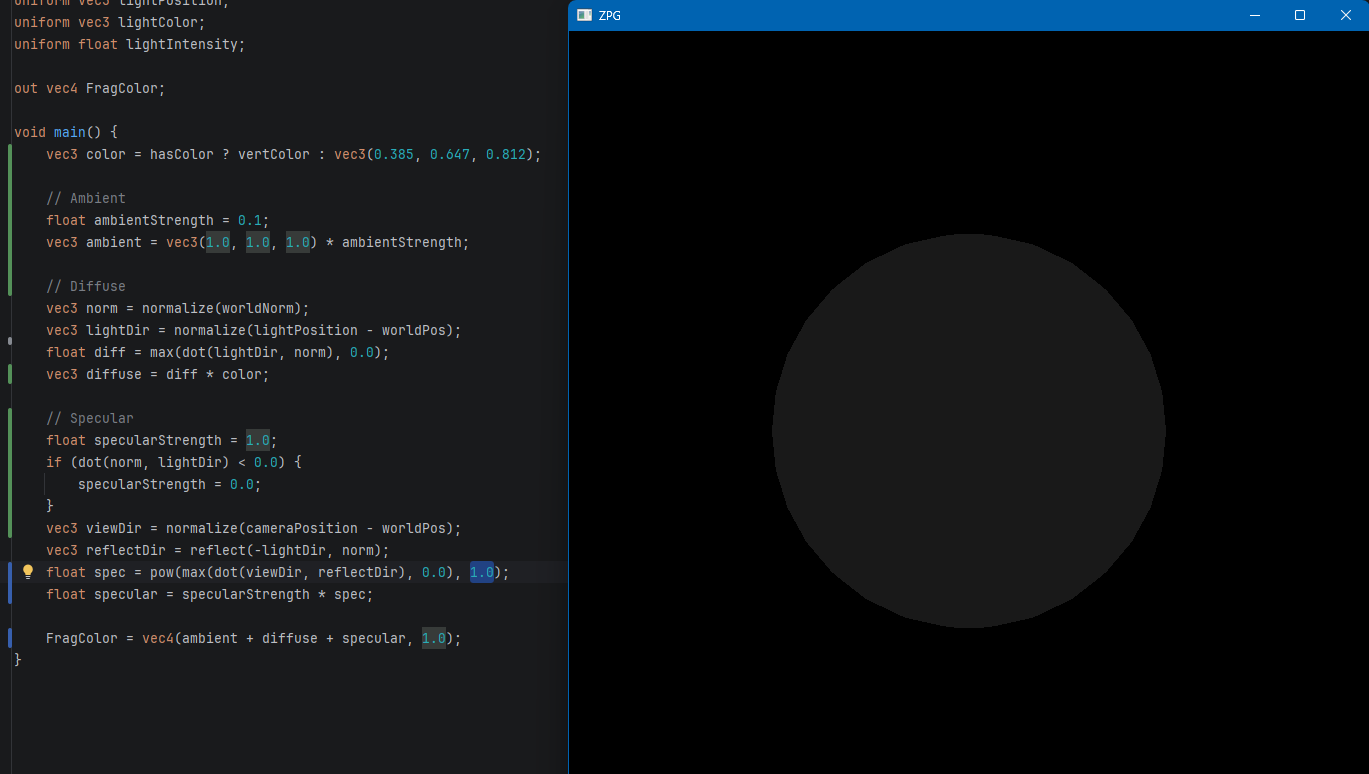 uniform vec3 lightPosition;
uniform vec3 lightColor;
uniform float lightIntensity;
out vec4 FragColor;
void main() {
    vec3 color = hasColor ? vertColor : vec3(0.385, 0.647, 0.812);
    // Ambient
    float ambientStrength = 0.1;
    vec3 ambient = vec3(1.0, 1.0, 1.0) * ambientStrength;
    // Diffuse
    vec3 norm = normalize(worldNorm);
    vec3 lightDir = normalize(lightPosition - worldPos);
    float diff = max(dot(lightDir, norm), 0.0);
    vec3 diffuse = diff * color;
    // Specular
    float specularStrength = 1.0;
    if (dot(norm, lightDir) < 0.0) {
        specularStrength = 0.0;
    }
    vec3 viewDir = normalize(cameraPosition - worldPos);
    vec3 reflectDir = reflect(-lightDir, norm);
    float spec = pow(max(dot(viewDir, reflectDir), 0.0), 1.0);
    float specular = specularStrength * spec;
    FragColor = vec4(ambient + diffuse + specular, 1.0);
}
ZPG